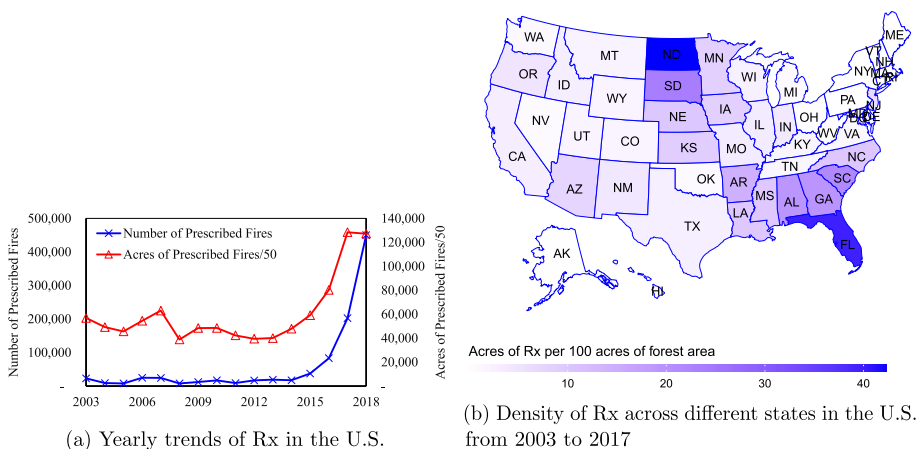 500,000
400,000
300,000
200,000
100,000
-
Number of Prescribed Fires
Number of Prescribed Fires
Acres of Prescribed Fires/50
140,000
120,000
100,000
80,000
60,000
40,000
20,000
-
Acres of Prescribed Fires/50
2003 2006 2009 2012 2015 2018
(a) Yearly trends of Rx in the U.S.
WA MT ND MN ME
OR ID SD WI VT NH
WY MI NY MA
NE IA CT RI
NV UT CO IL IN OH PA NJ
CA KS MO KY WV VA DE
AZ NM OK AR TN NC
TX LA MS AL GA SC
FL
AK
HI
Acres of Rx per 100 acres of forest area
10 20 30 40
(b) Density of Rx across different states in the U.S.
from 2003 to 2017